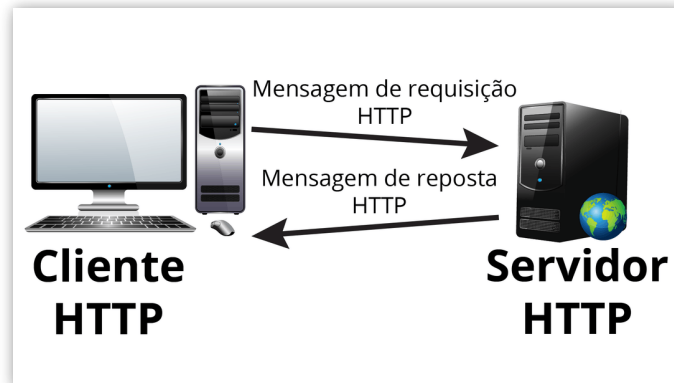 Mensagem de requisição
HTTP
Mensagem de reposta
HTTP
Cliente
HTTP
Servidor
HTTP